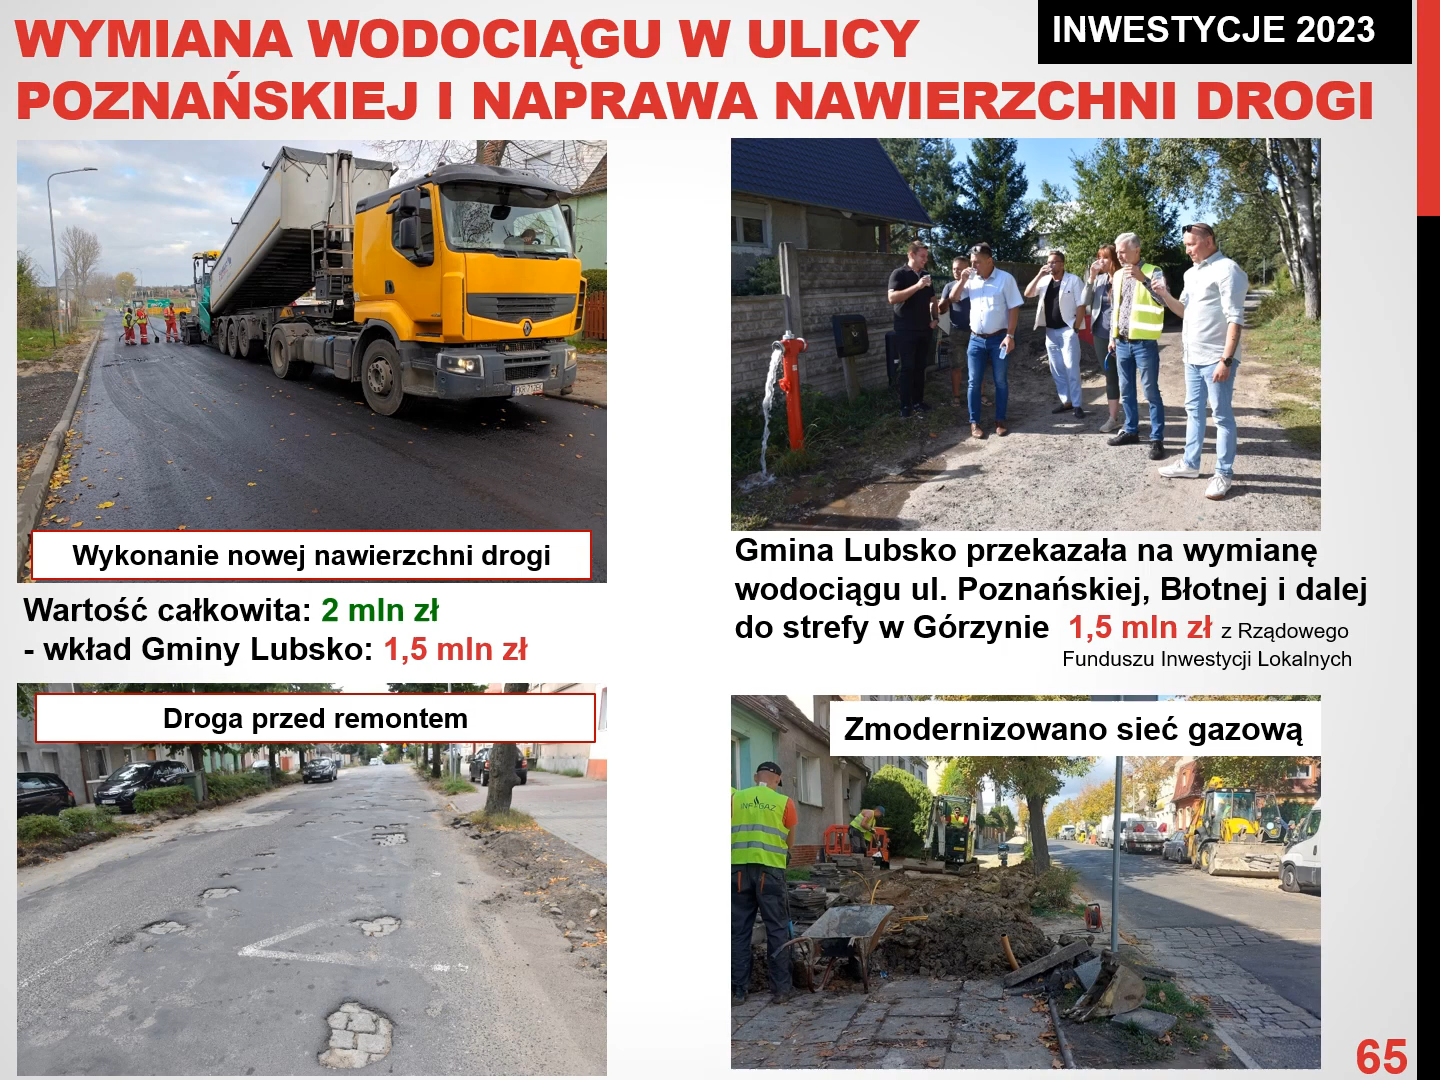 WYMIANA WODOCIĄGU W ULICY
POZNAŃSKIEJ I NAPRAWA NAWIERZCHNI DROGI
INWESTYCJE 2023
Wykonanie nowej nawierzchni drogi
Wartość całkowita: 2 mln zł
- wkład Gminy Lubsko: 1,5 mln zł
Gmina Lubsko przekazała na wymianę
wodociągu ul. Poznańskiej, Błotnej i dalej
do strefy w Górzynie 1,5 mln zł z Rządowego
Funduszu Inwestycji Lokalnych
Droga przed remontem
Zmodernizowano sieć gazową
65